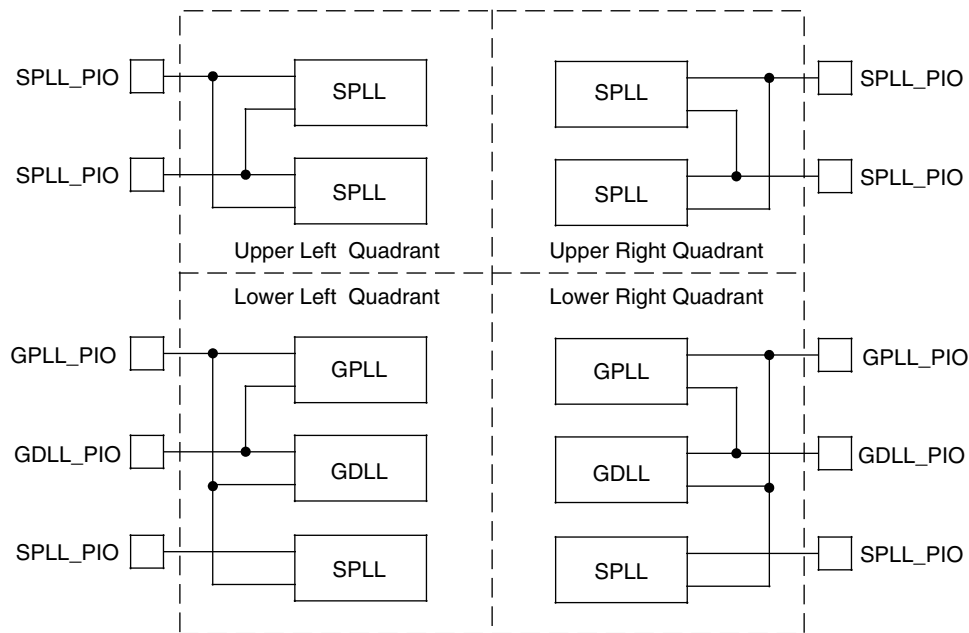 SPLL_PIO
SPLL
SPLL
SPLL_PIO
SPLL_PIO
SPLL
SPLL
SPLL_PIO
Upper Left Quadrant
Upper Right Quadrant
Lower Left Quadrant
Lower Right Quadrant
GPLL_PIO
GPLL
GPLL
GPLL_PIO
GDLL_PIO
GDLL
GDLL
GDLL_PIO
SPLL_PIO
SPLL
SPLL
SPLL_PIO